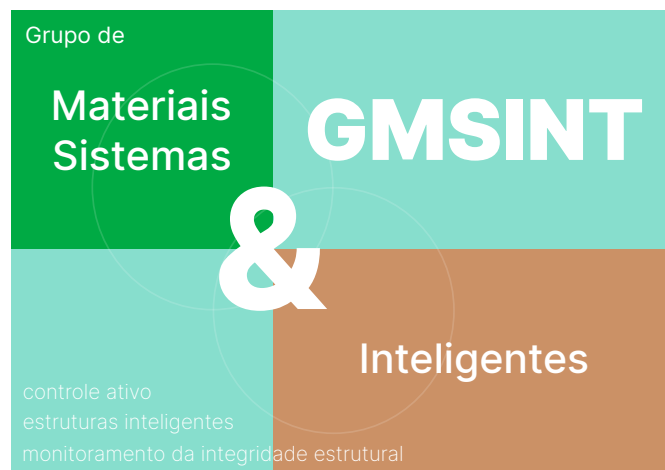 Grupo de
Materiais
Sistemas
GMSINT
&
Inteligentes
controle ativo
estruturas inteligentes
monitoramento da integridade estrutural